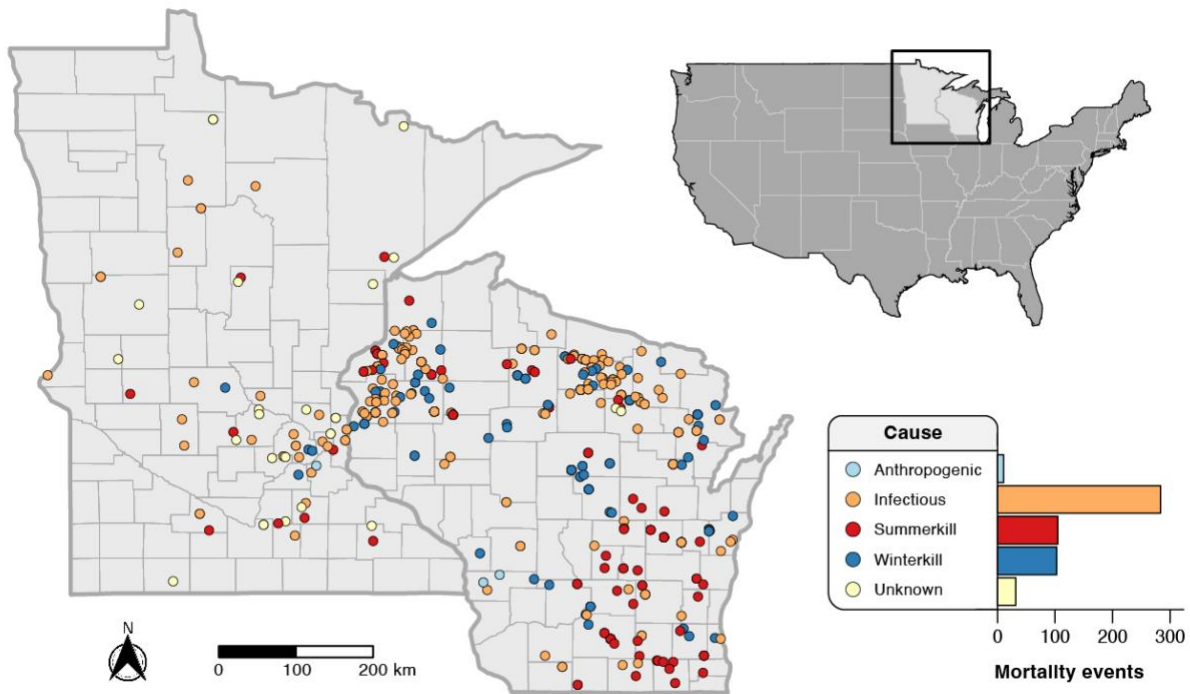 Cause
Anthropogenic
Infectious
Summerkill
Winterkill
Unknown
0 100 200 300
Mortality events
N
0 100 200 km